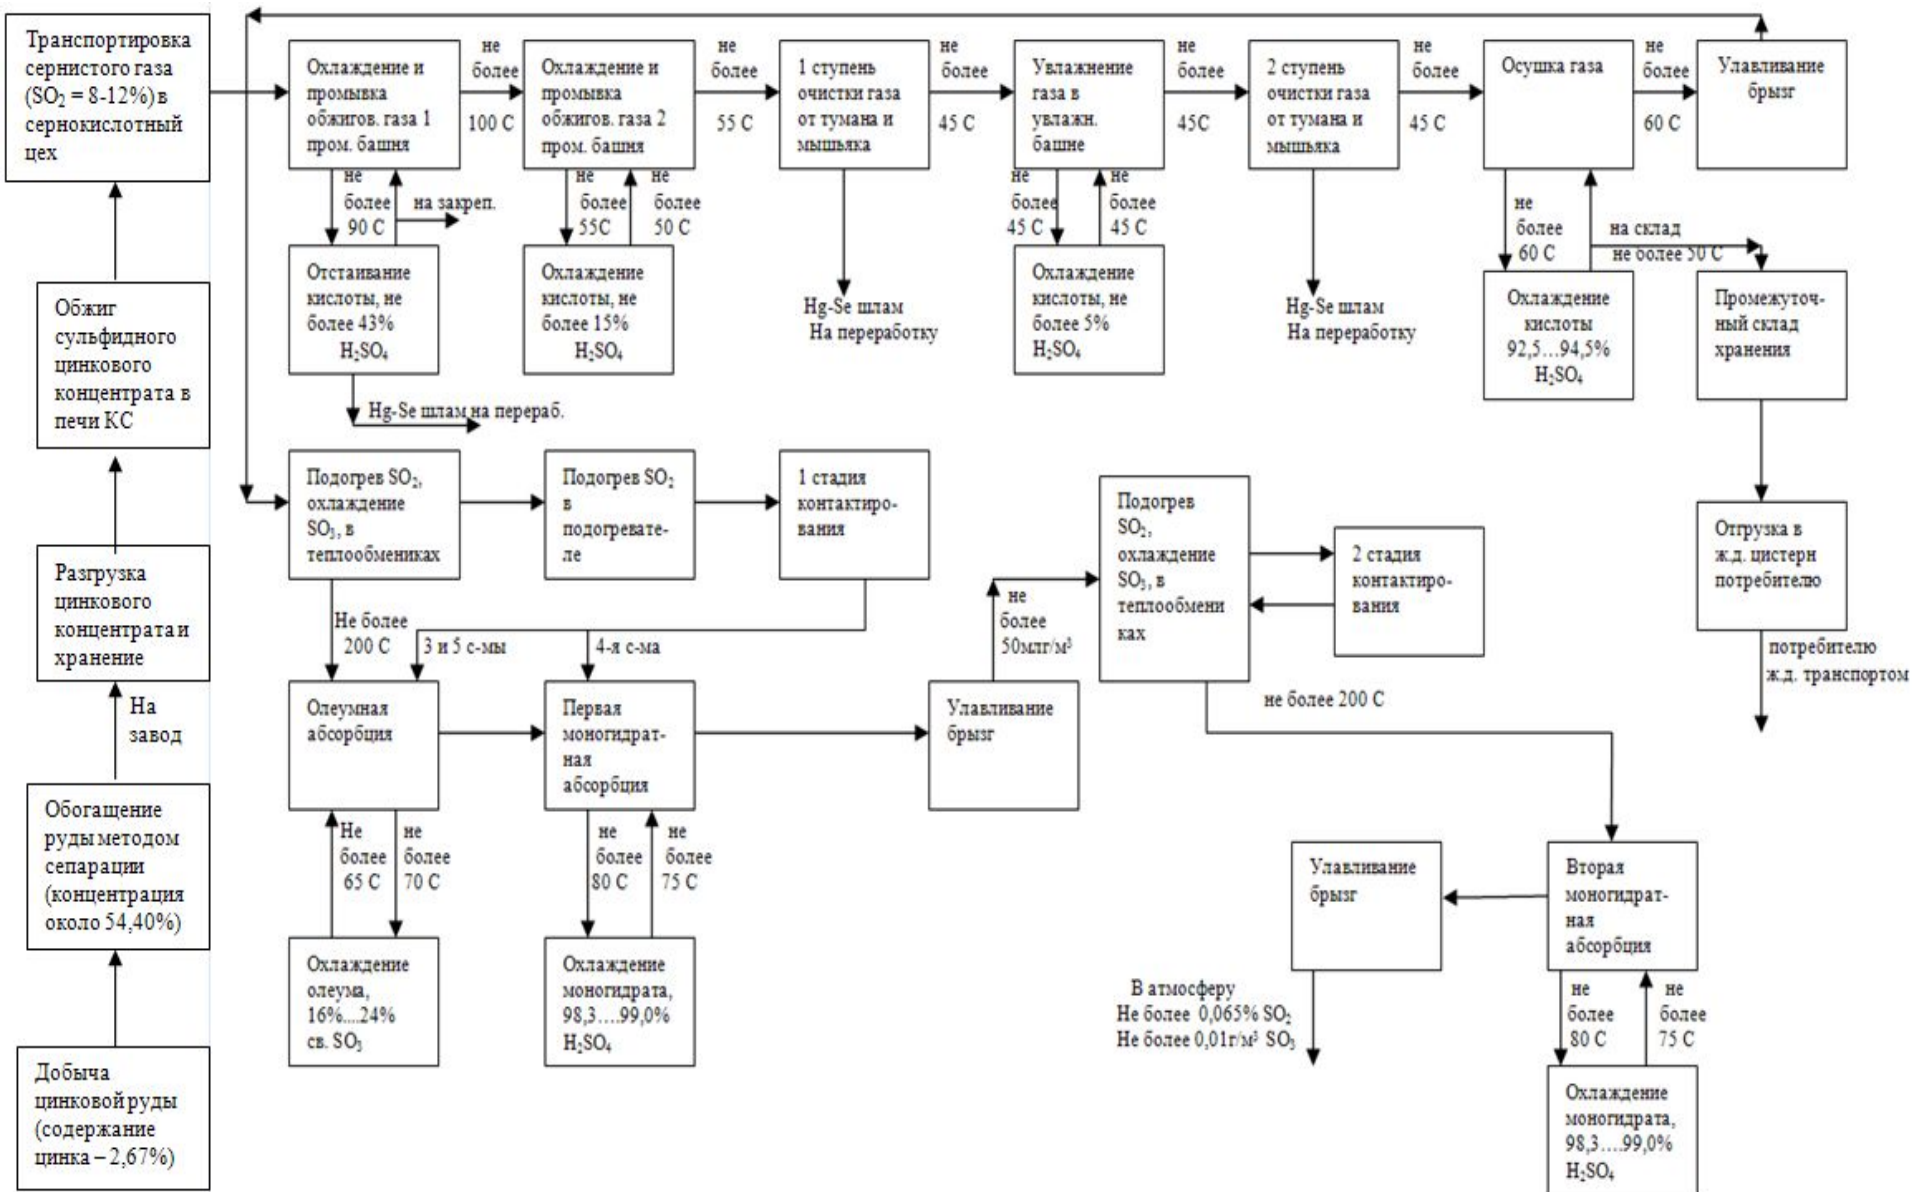 Транспортировка
сернистого газа
(SO₂ = 8-12%) в
сернокислотный
цех
Обжиг
сульфидного
цинкового
концентрата в
печи КС
Разгрузка
цинкового
концентрата и
хранение
На
завод
Обогащение
руды методом
сепарации
(концентрация
около 54,40%)
Добыча
цинковой руды
(содержание
цинка – 2,67%)
Охлаждение и
промывка
обжигов. газа 1
пром. башня
не
более
100 С
Охлаждение и
промывка
обжигов. газа 2
пром. башня
не
более
55 С
1 ступень
очистки газа
от тумана и
мышьяка
не
более
45 С
Увлажнение
газа в
увлажн.
башне
не
более
45С
2 ступень
очистки газа
от тумана и
мышьяка
не
более
45 С
Осушка газа
не
более
60 С
Улавливание
брызг
не
более
90 С
на закреп.
не
более
55С
не
более
50 С
не
более
45 С
не
более
45 С
не
более
60 С
на склад
не более 50 С
Отстаивание
кислоты, не
более 43%
H₂SO₄
Охлаждение
кислоты, не
более 15%
H₂SO₄
Hg-Se шлам
На переработку
Охлаждение
кислоты, не
более 5%
H₂SO₄
Hg-Se шлам
На переработку
Охлаждение
кислоты
92,5…94,5%
H₂SO₄
Промежуточ-
ный склад
хранения
Hg-Se шлам на перераб.
Подогрев SO₂,
охлаждение
SO₃, в
теплообмениках
Подогрев SO₂
в
подогревате-
ле
1 стадия
контактиро-
вания
Подогрев
SO₂,
охлаждение
SO₃, в
теплообмени
ках
2 стадия
контактиро-
вания
Отгрузка в
ж.д. цистерн
потребителю
Не более
200 С
3 и 5 с-мы
4-я с-ма
не
более
50млг/м³
не более 200 С
потребителю
ж.д. транспортом
Олеумная
абсорбция
Первая
моногидрат-
ная
абсорбция
Улавливание
брызг
Не
более
65 С
не
более
70 С
не
более
80 С
не
более
75 С
Улавливание
брызг
Вторая
моногидрат-
ная
абсорбция
Охлаждение
олеума,
16%....24%
св. SO₃
Охлаждение
моногидрата,
98,3….99,0%
H₂SO₄
В атмосферу
Не более 0,065% SO₂
Не более 0,01г/м³ SO₃
не
более
80 С
не
более
75 С
Охлаждение
моногидрата,
98,3….99,0%
H₂SO₄